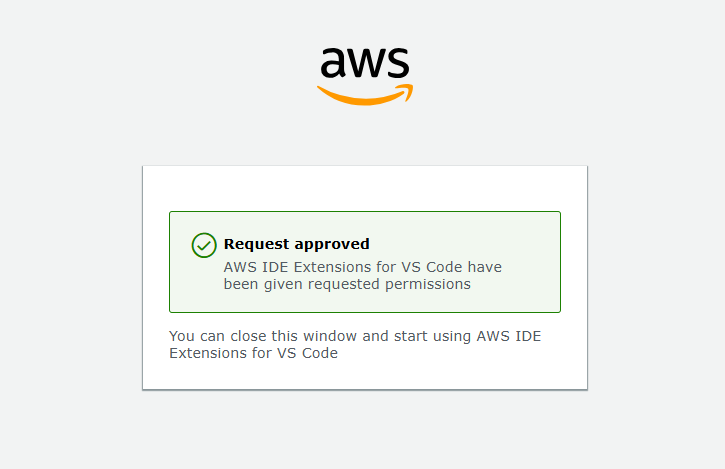 aws
Request approved
AWS IDE Extensions for VS Code have
been given requested permissions
You can close this window and start using AWS IDE
Extensions for VS Code